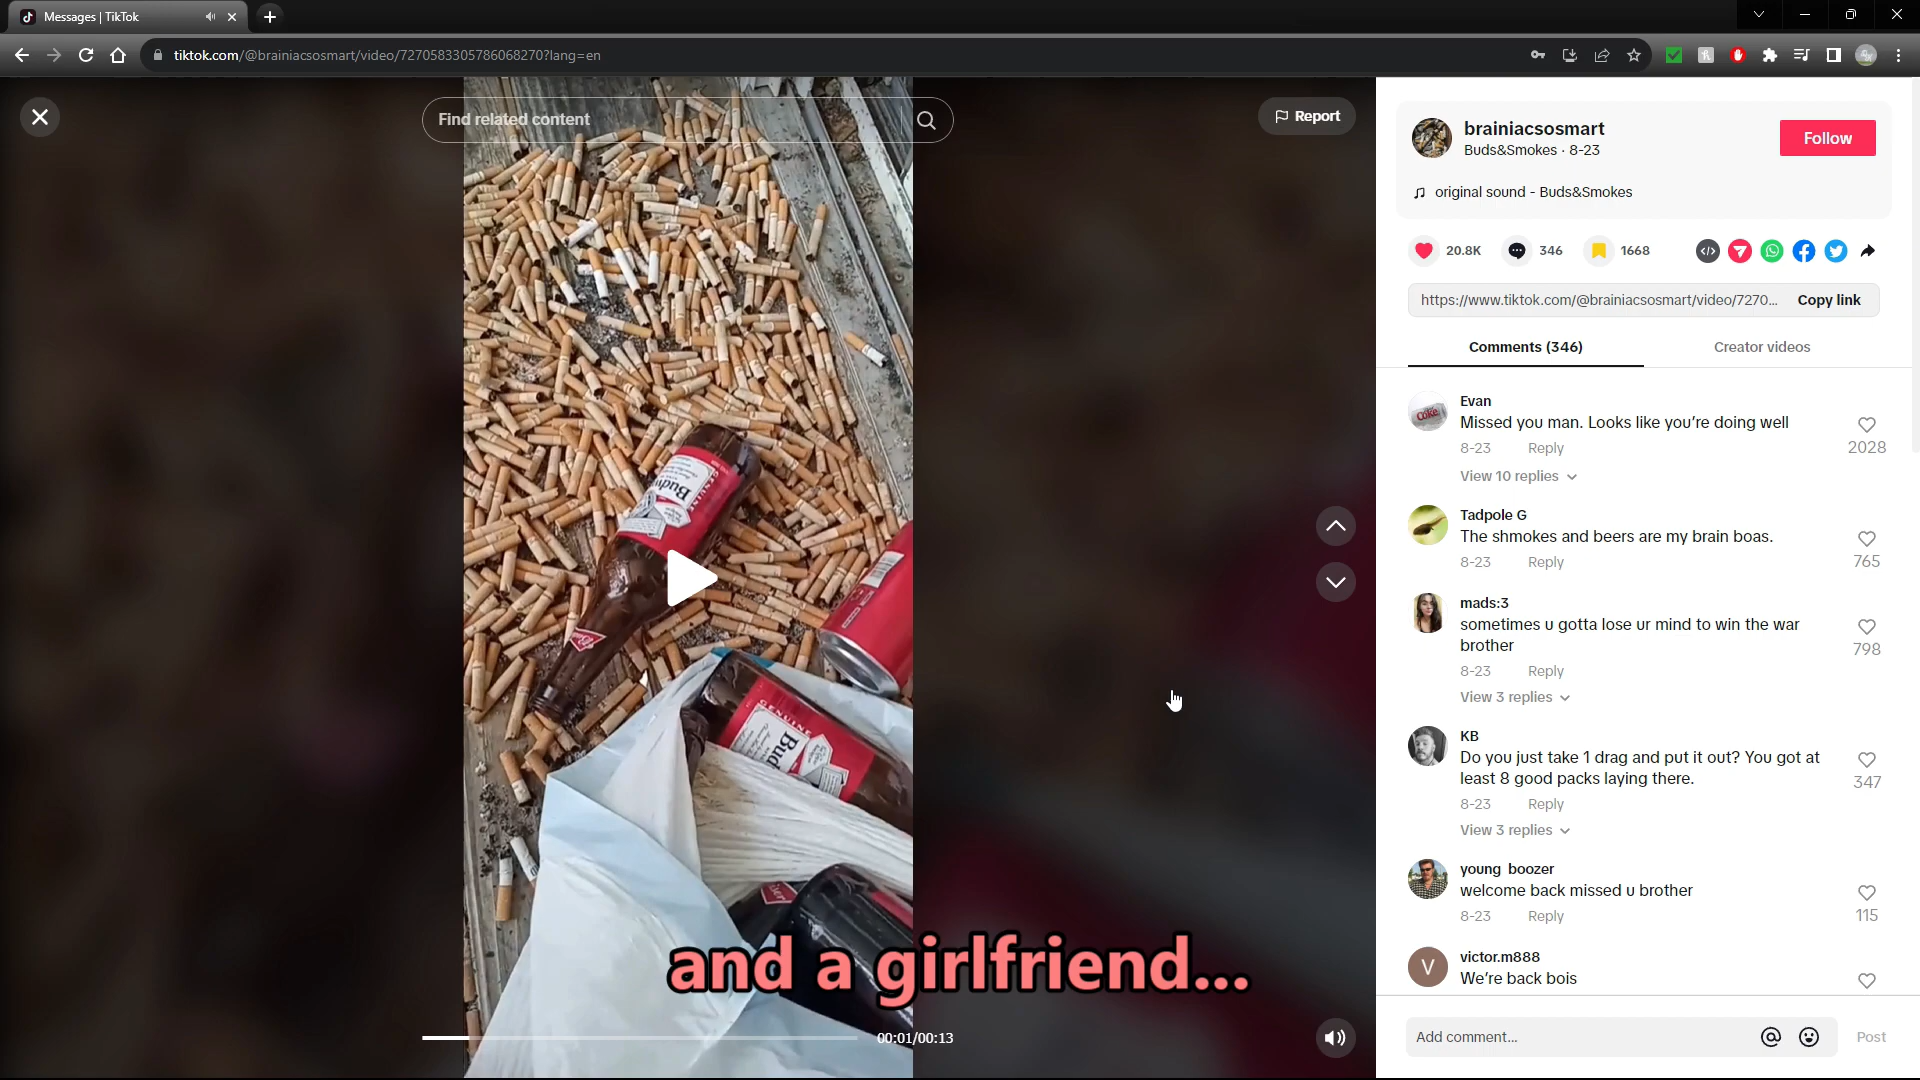 Messages | TikTok
tiktok.com/@brainiacsosmart/video/7270583305786068270?lang=en
Find related content
Report
brainiacsosmart
Buds&Smokes · 8-23
Follow
original sound - Buds&Smokes
20.8K
346
1668
https://www.tiktok.com/@brainiacsosmart/video/7270...
Copy link
Comments (346)
Creator videos
Evan
Missed you man. Looks like you're doing well
8-23 Reply
2028
View 10 replies
Tadpole G
The shmokes and beers are my brain boas.
8-23 Reply
765
mads:3
sometimes u gotta lose ur mind to win the war
brother
798
8-23 Reply
View 3 replies
KB
Do you just take 1 drag and put it out? You got at
least 8 good packs laying there.
347
8-23 Reply
View 3 replies
young boozer
welcome back missed u brother
8-23 Reply
115
V
victor.m888
We're back bois
Add comment...
Post
GENUINE
Bud
and a girlfriend...
00:01/00:13